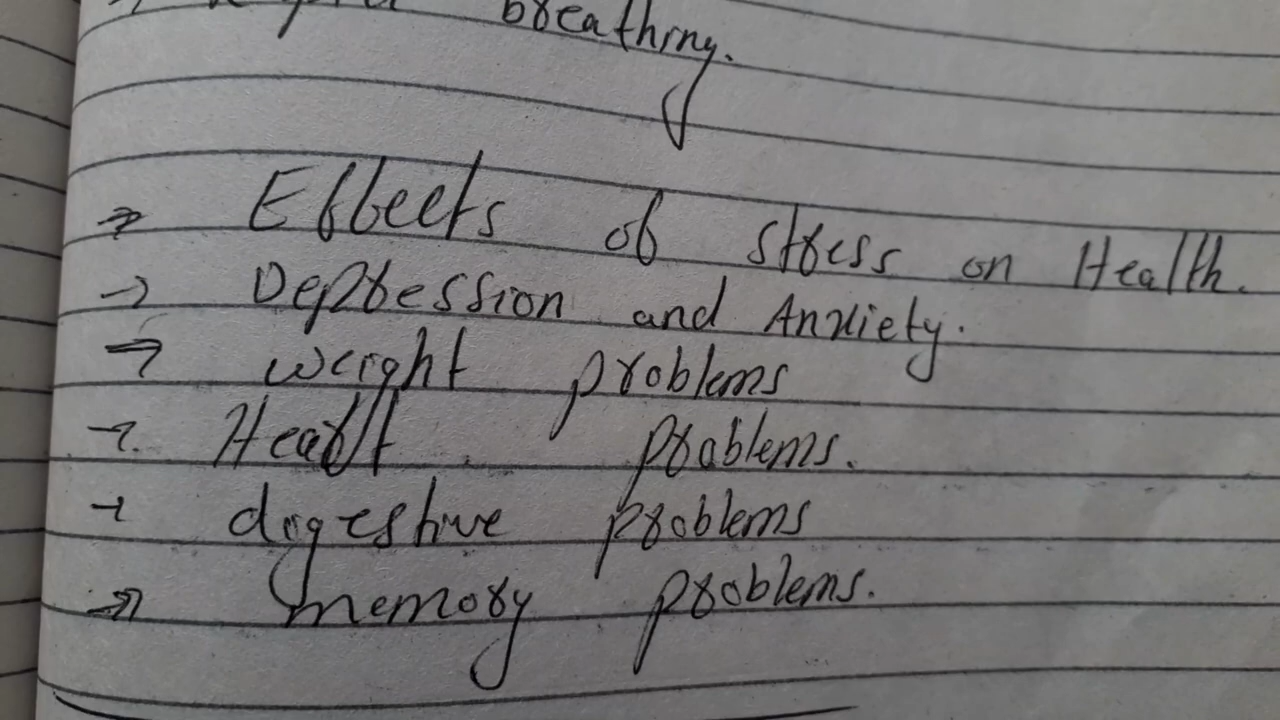 breathing.
⇒ Effects of stress on Health.
→ Depression and Anxiety.
→ weight problems
→ Heart problems.
→ digestive problems
⇒ memory problems.